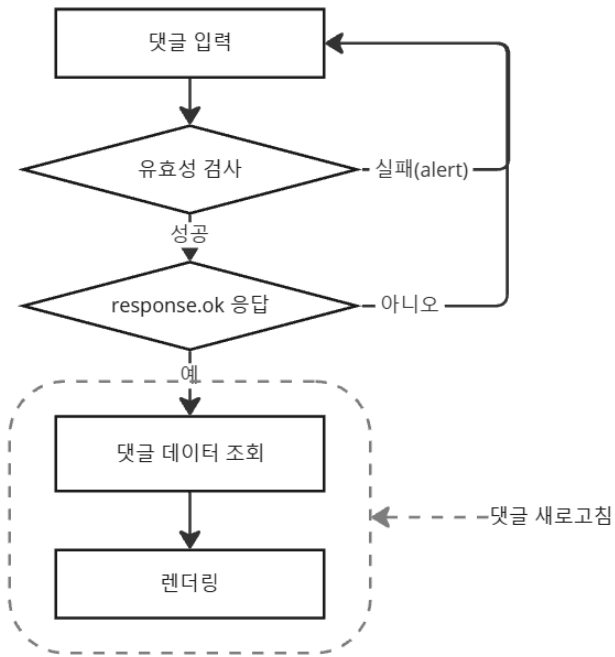 댓글 입력
유효성 검사
실패(alert)
성공
response.ok 응답
아니오
예
댓글 데이터 조회
댓글 새로고침
렌더링